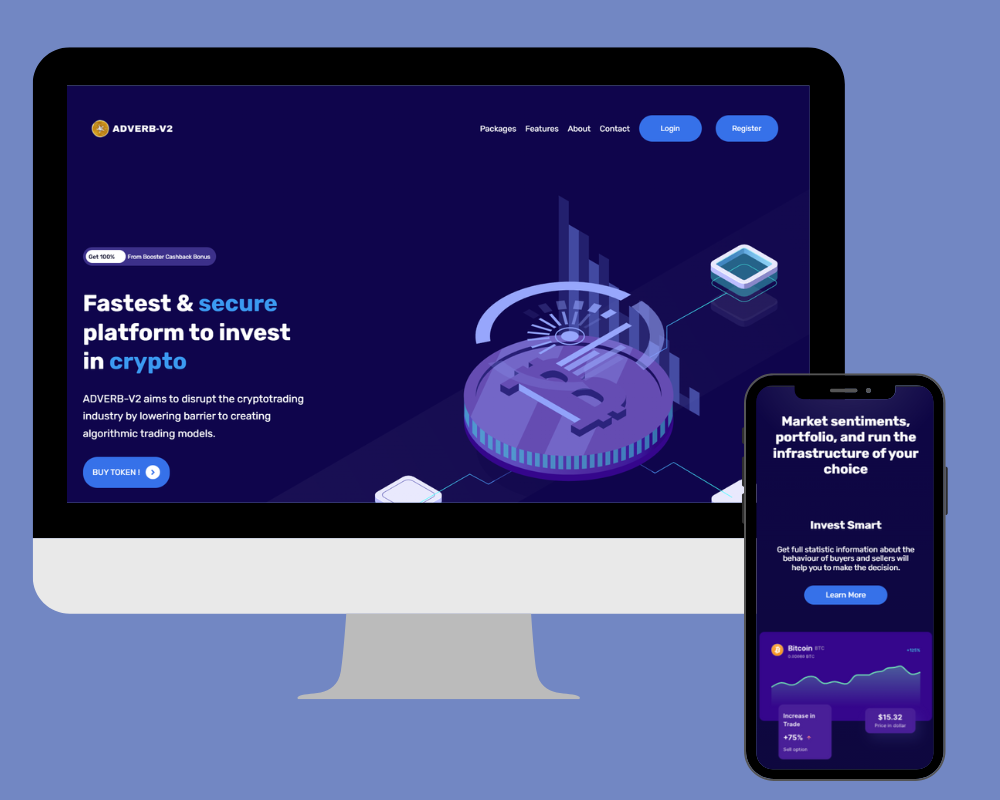 ADVERB-V2
Packages Features About Contact Login Register
Get 100% From Booster Cashback Bonus
Fastest & secure
platform to invest
in crypto
ADVERB-V2 aims to disrupt the cryptotrading
industry by lowering barrier to creating
algorithmic trading models.
BUY TOKEN !
Market sentiments,
portfolio, and run the
infrastructure of your
choice
Invest Smart
Get full statistic information about the
behaviour of buyers and sellers will
help you to make the decision.
Learn More
Bitcoin BTC
Increase in
Trade
+75%
Sell option
$15.32
Price in dollar